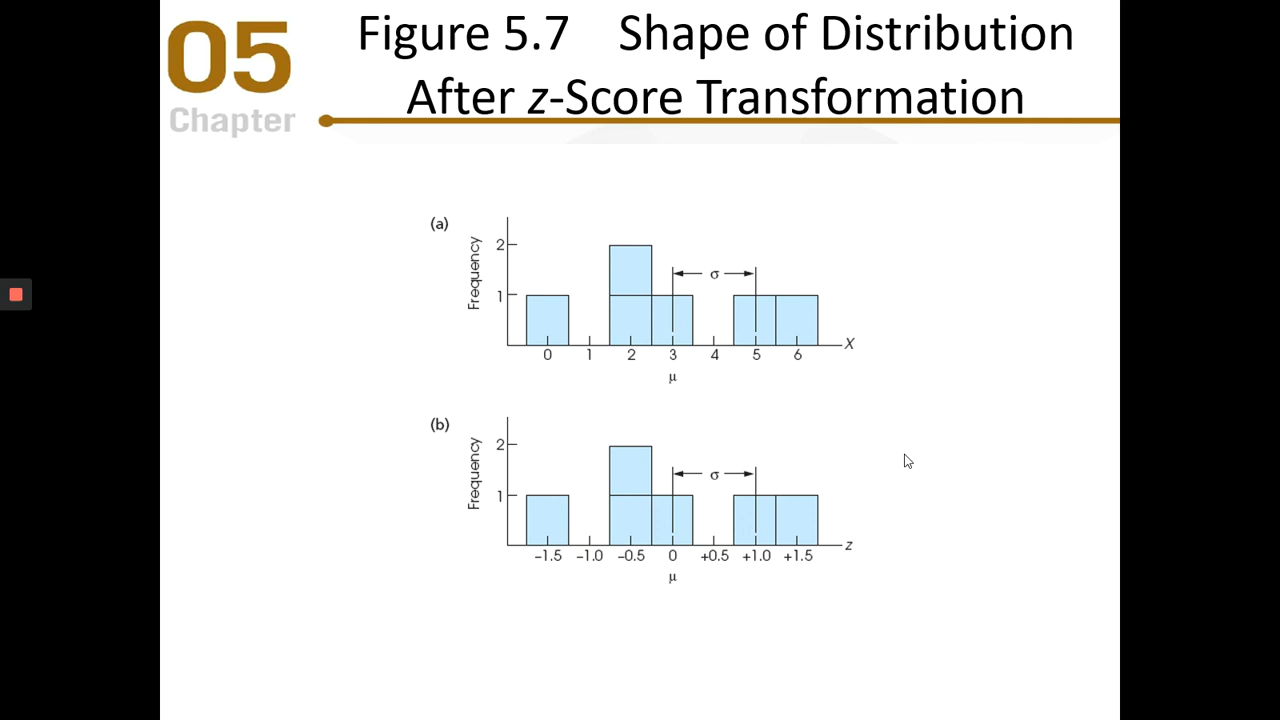 05
Chapter
Figure 5.7 Shape of Distribution
After z-Score Transformation
(a)
Frequency
2
1
σ
0 1 2 3 4 5 6 X
μ
(b)
Frequency
2
1
σ
–1.5 –1.0 –0.5 0 +0.5 +1.0 +1.5 z
μ